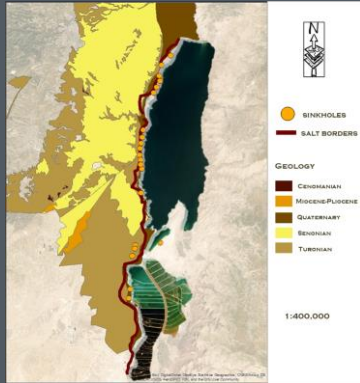 N
SINKHOLES
SALT BORDERS
GEOLOGY
CENOMANIAN
MIOCENE-PLIOCENE
QUATERNARY
SENONIAN
TURONIAN
1:400,000